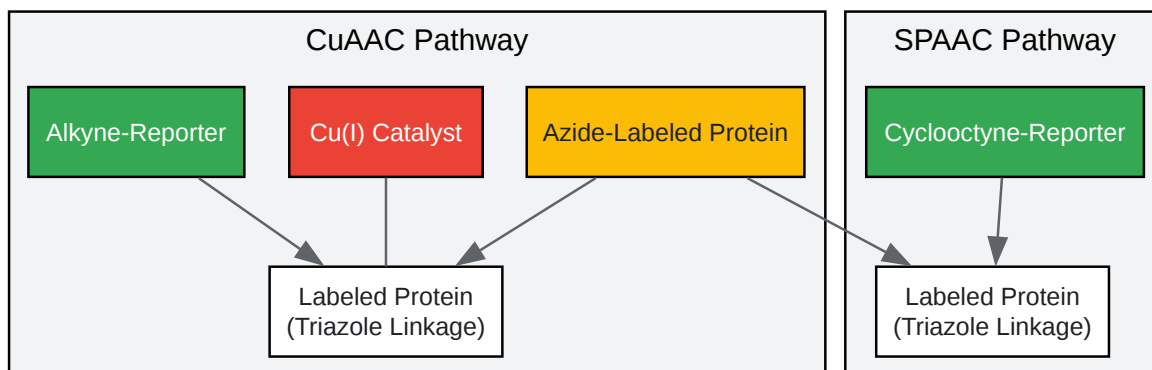 CuAAC Pathway
SPAAC Pathway
Alkyne-Reporter
Cu(I) Catalyst
Azide-Labeled Protein
Cyclooctyne-Reporter
Labeled Protein
(Triazole Linkage)
Labeled Protein
(Triazole Linkage)